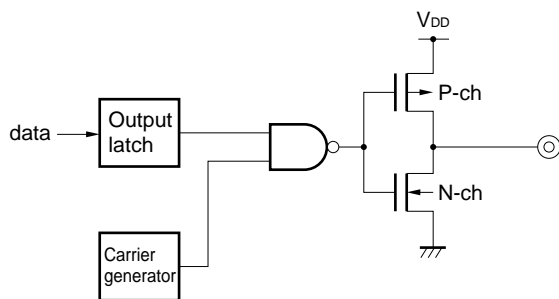 VDD
P-ch
data
Output
latch
N-ch
Carrier
generator